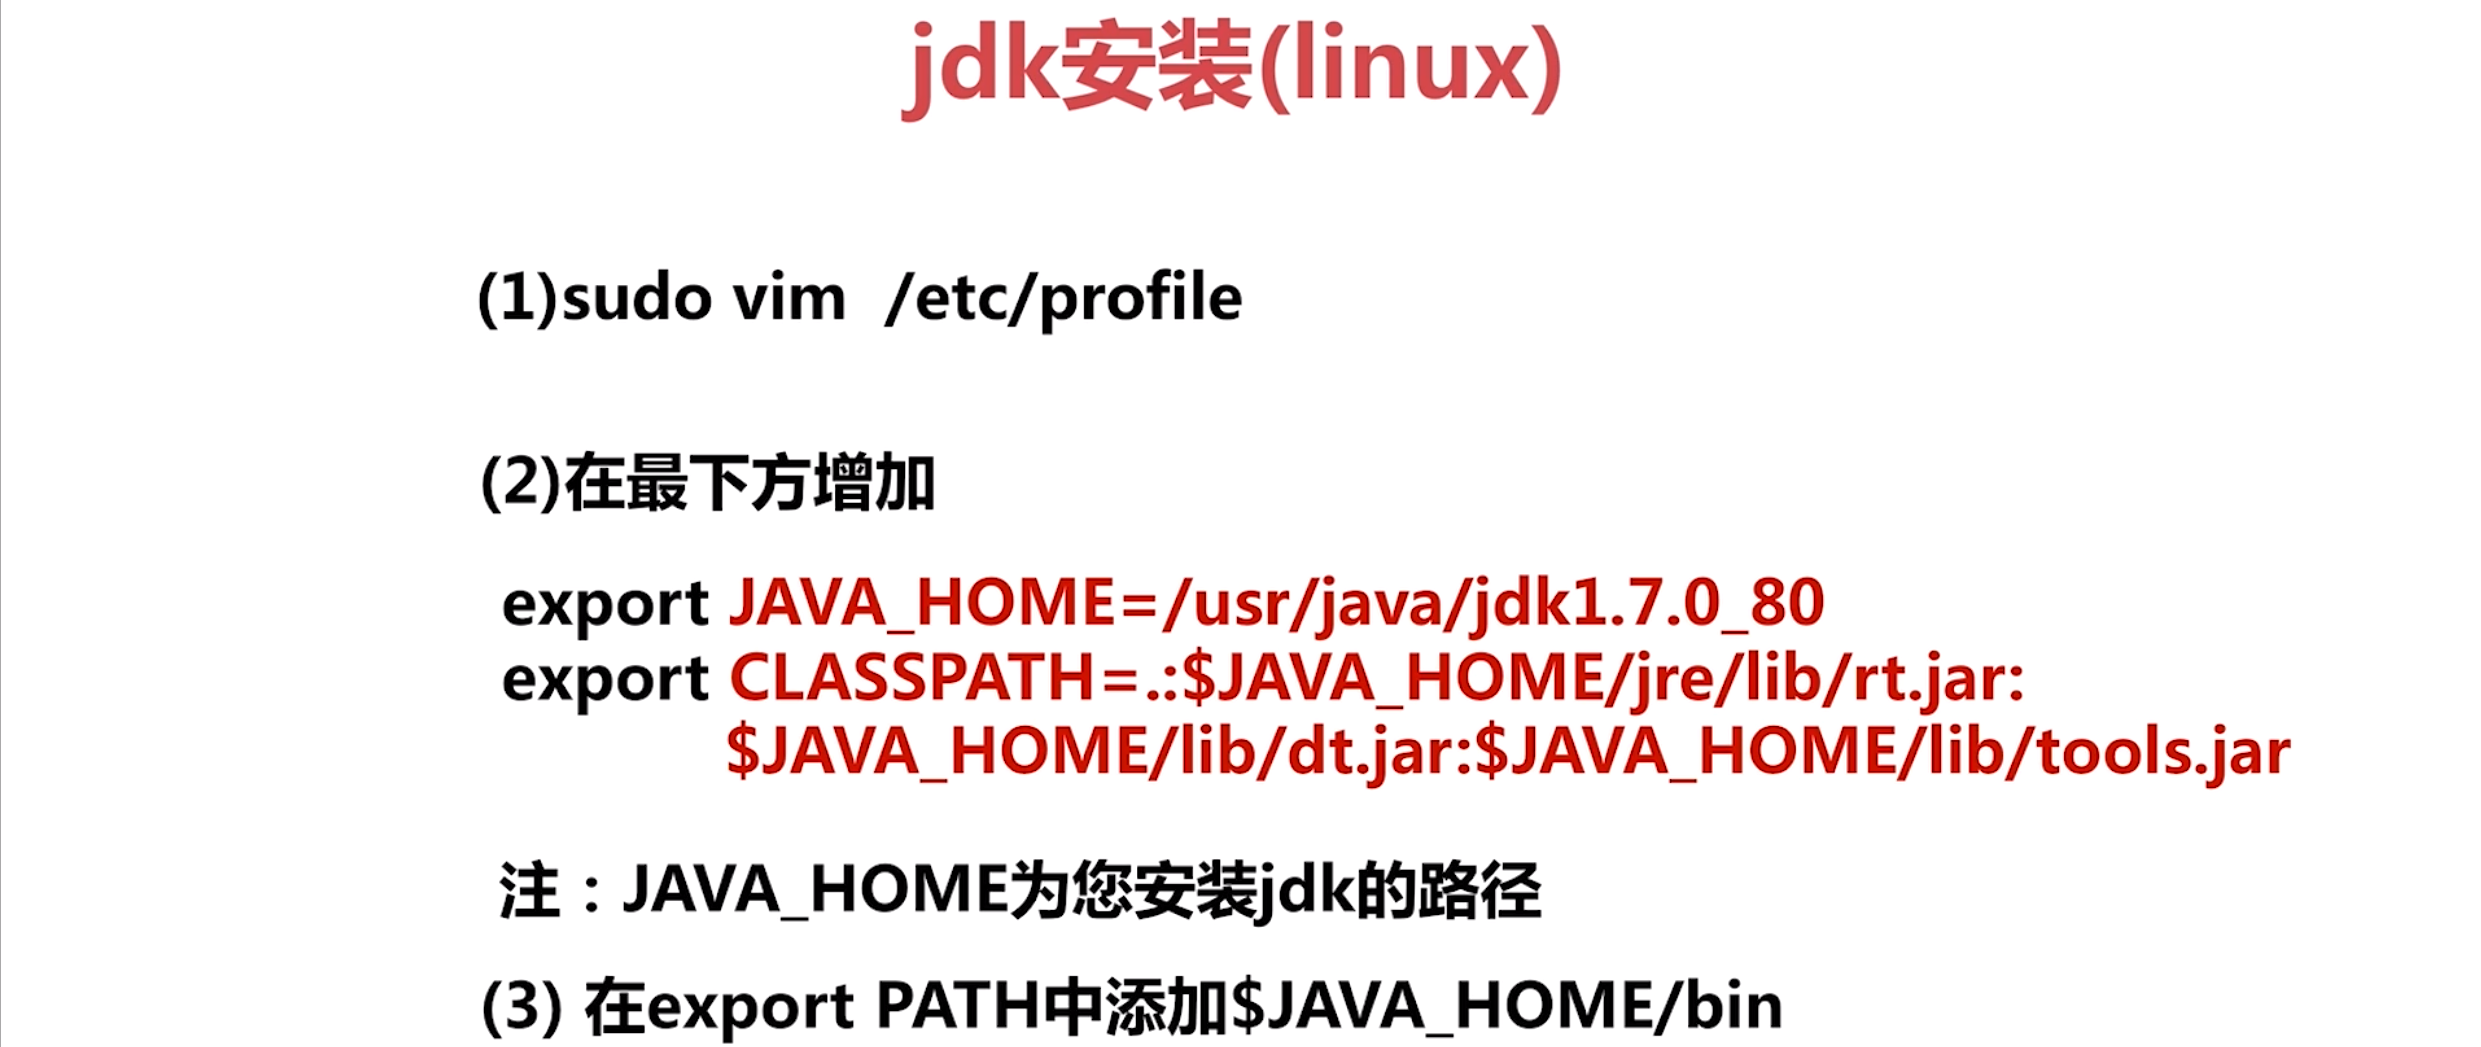 jdk安装(linux)
(1)sudo vim  /etc/profile
(2)在最下方增加
export JAVA_HOME=/usr/java/jdk1.7.0_80
export CLASSPATH=.:$JAVA_HOME/jre/lib/rt.jar:
$JAVA_HOME/lib/dt.jar:$JAVA_HOME/lib/tools.jar
注：JAVA_HOME为您安装jdk的路径
(3) 在export PATH中添加$JAVA_HOME/bin